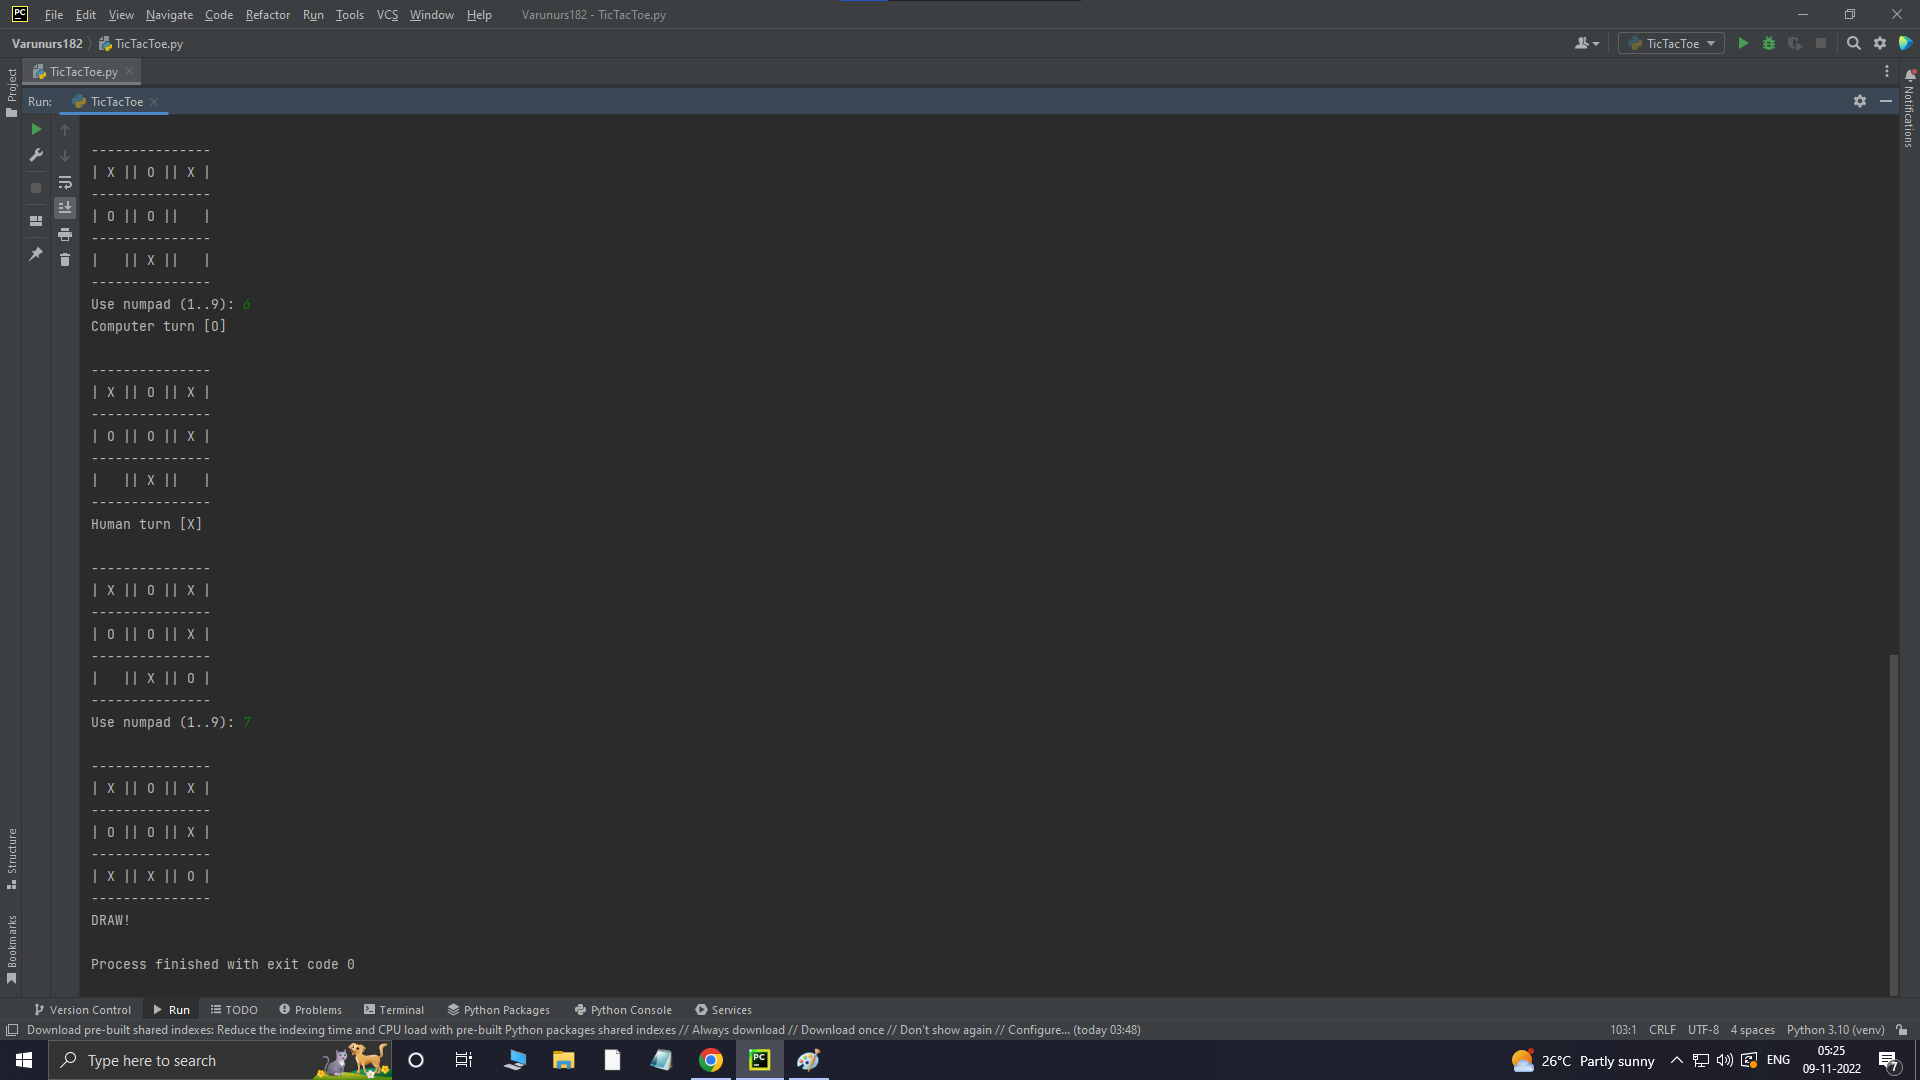 PC File Edit View Navigate Code Refactor Run Tools VCS Window Help Varunurs182 - TicTacToe.py
Varunurs182 TicTacToe.py TicTacToe
TicTacToe.py
Project
Notifications
Run: TicTacToe
---------------
| X || O || X |
---------------
| O || O ||   |
---------------
|   || X ||   |
---------------
Use numpad (1..9): 6
Computer turn [O]
---------------
| X || O || X |
---------------
| O || O || X |
---------------
|   || X ||   |
---------------
Human turn [X]
---------------
| X || O || X |
---------------
| O || O || X |
---------------
|   || X || O |
---------------
Use numpad (1..9): 7
---------------
| X || O || X |
---------------
| O || O || X |
---------------
| X || X || O |
---------------
DRAW!
Process finished with exit code 0
Structure
Bookmarks
Version Control Run TODO Problems Terminal Python Packages Python Console Services
Download pre-built shared indexes: Reduce the indexing time and CPU load with pre-built Python packages shared indexes // Always download // Download once // Don't show again // Configure... (today 03:48) 103:1 CRLF UTF-8 4 spaces Python 3.10 (venv)
Type here to search PC 26°C Partly sunny ENG 05:25
09-11-2022 7